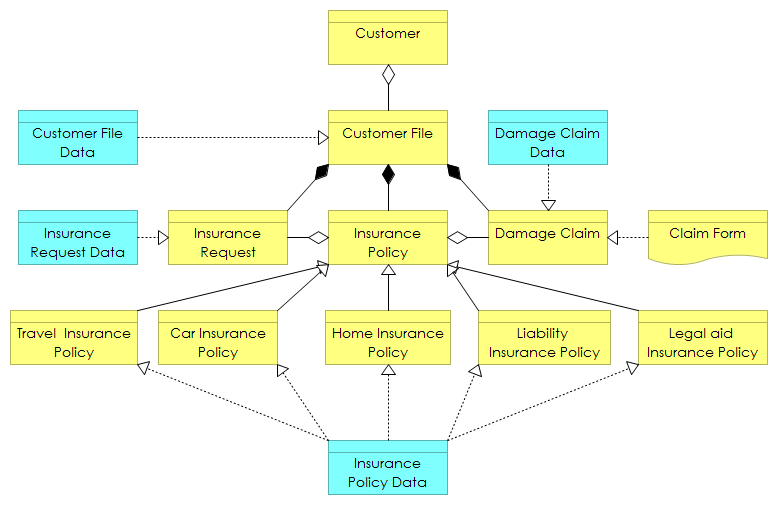 Customer
Customer File
Data
Customer File
Damage Claim
Data
Insurance
Request Data
Insurance
Request
Insurance
Policy
Damage Claim
Claim Form
Travel Insurance
Policy
Car Insurance
Policy
Home Insurance
Policy
Liability
Insurance Policy
Legal aid
Insurance Policy
Insurance
Policy Data